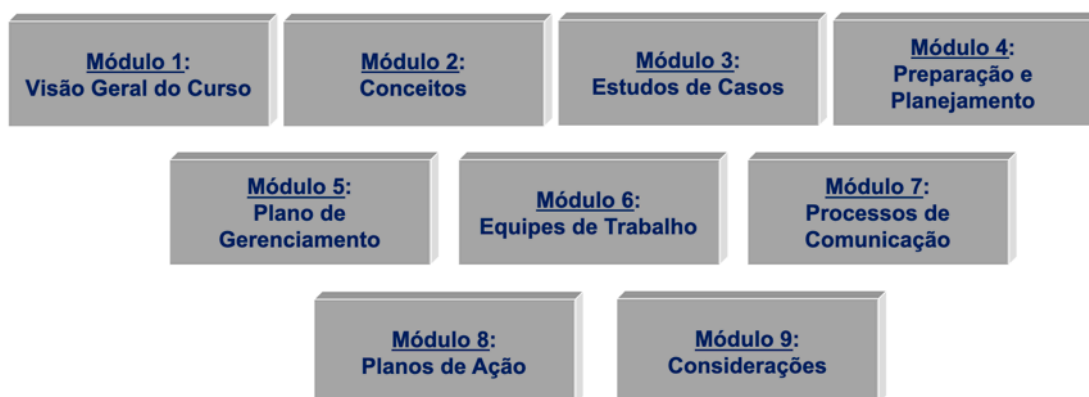 Módulo 1:
Visão Geral do Curso
Módulo 2:
Conceitos
Módulo 3:
Estudos de Casos
Módulo 4:
Preparação e
Planejamento
Módulo 5:
Plano de
Gerenciamento
Módulo 6:
Equipes de Trabalho
Módulo 7:
Processos de
Comunicação
Módulo 8:
Planos de Ação
Módulo 9:
Considerações